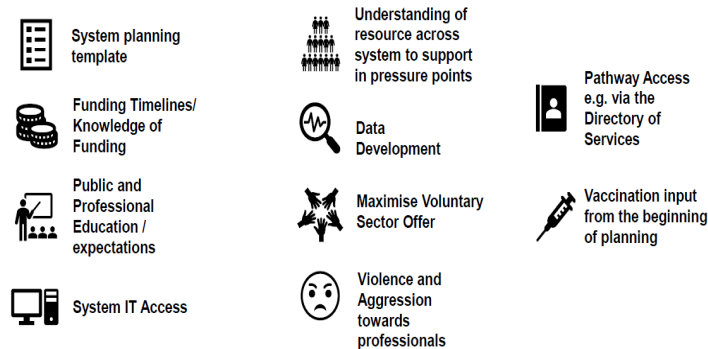 System planning
template
Funding Timelines/
Knowledge of
Funding
Public and
Professional
Education /
expectations
System IT Access
Understanding of
resource across
system to support
in pressure points
Data
Development
Maximise Voluntary
Sector Offer
Violence and
Aggression
towards
professionals
Pathway Access
e.g. via the
Directory of
Services
Vaccination input
from the beginning
of planning